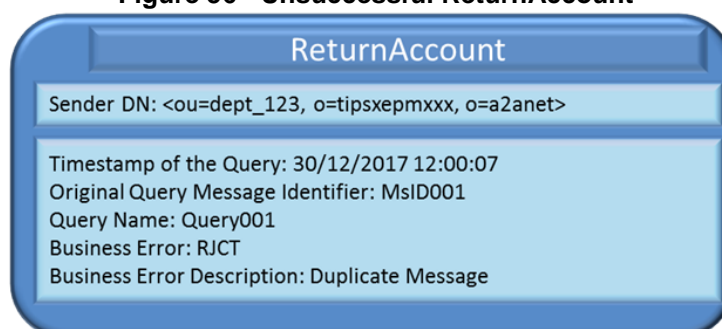 Figure - Unsuccessful ReturnAccount
ReturnAccount
Sender DN: <ou=dept_123, o=tipsxepmxxx, o=a2anet>
Timestamp of the Query: 30/12/2017 12:00:07
Original Query Message Identifier: MsID001
Query Name: Query001
Business Error: RJCT
Business Error Description: Duplicate Message